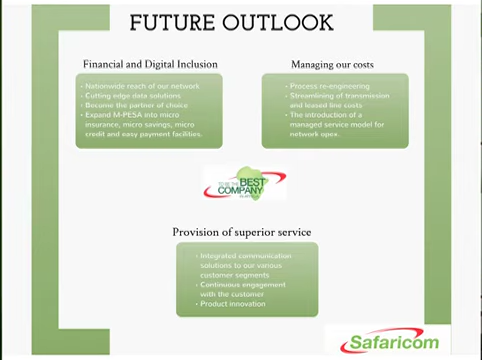 FUTURE OUTLOOK
Financial and Digital Inclusion
- Nationwide reach of our network
- Cutting edge data solutions
- Become the partner of choice
- Expand M-PESA into micro
insurance, micro savings, micro
credit and easy payment facilities.
Managing our costs
- Process re-engineering
- Streamlining of transmission
and leased line costs
- The introduction of a
managed service model for
network opex.
TO BE THE BEST
COMPANY
Provision of superior service
- Integrated communication
solutions to our various
customer segments
- Continuous engagement
with the customer
- Product innovation
Safaricom